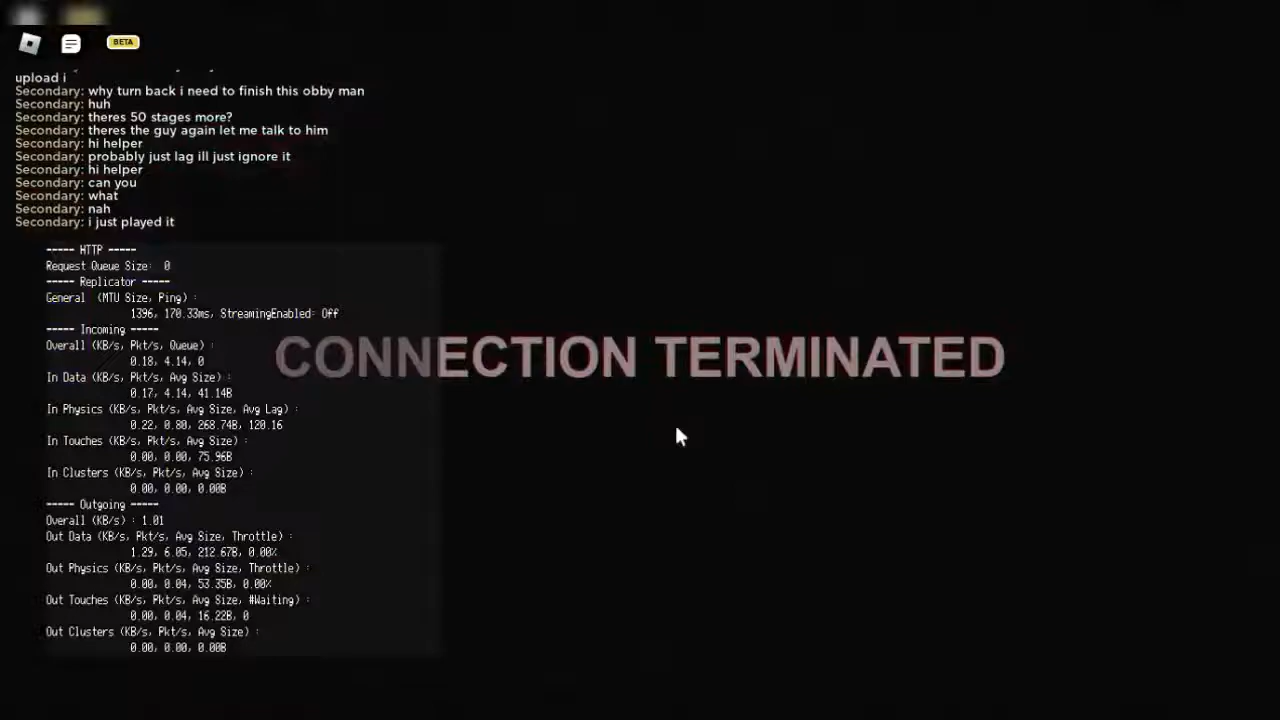 BETA
upload i
Secondary: why turn back i need to finish this obby man
Secondary: huh
Secondary: theres 50 stages more?
Secondary: theres the guy again let me talk to him
Secondary: hi helper
Secondary: probably just lag ill just ignore it
Secondary: hi helper
Secondary: can you
Secondary: what
Secondary: nah
Secondary: i just played it
----- HTTP -----
Request Queue Size: 0
----- Replicator -----
General (MTU Size, Ping) :
1396, 170.33ms, StreamingEnabled: Off
----- Incoming -----
Overall (KB/s, Pkt/s, Queue) :
0.18, 4.14, 0
In Data (KB/s, Pkt/s, Avg Size) :
0.17, 4.14, 41.14B
In Physics (KB/s, Pkt/s, Avg Size, Avg Lag) :
0.22, 0.80, 268.74B, 120.16
In Touches (KB/s, Pkt/s, Avg Size) :
0.00, 0.00, 75.96B
In Clusters (KB/s, Pkt/s, Avg Size) :
0.00, 0.00, 0.00B
----- Outgoing -----
Overall (KB/s) : 1.01
Out Data (KB/s, Pkt/s, Avg Size, Throttle) :
1.29, 6.05, 212.67B, 0.00%
Out Physics (KB/s, Pkt/s, Avg Size, Throttle) :
0.00, 0.04, 53.35B, 0.00%
Out Touches (KB/s, Pkt/s, Avg Size, #Waiting) :
0.00, 0.04, 16.22B, 0
Out Clusters (KB/s, Pkt/s, Avg Size) :
0.00, 0.00, 0.00B
CONNECTION TERMINATED